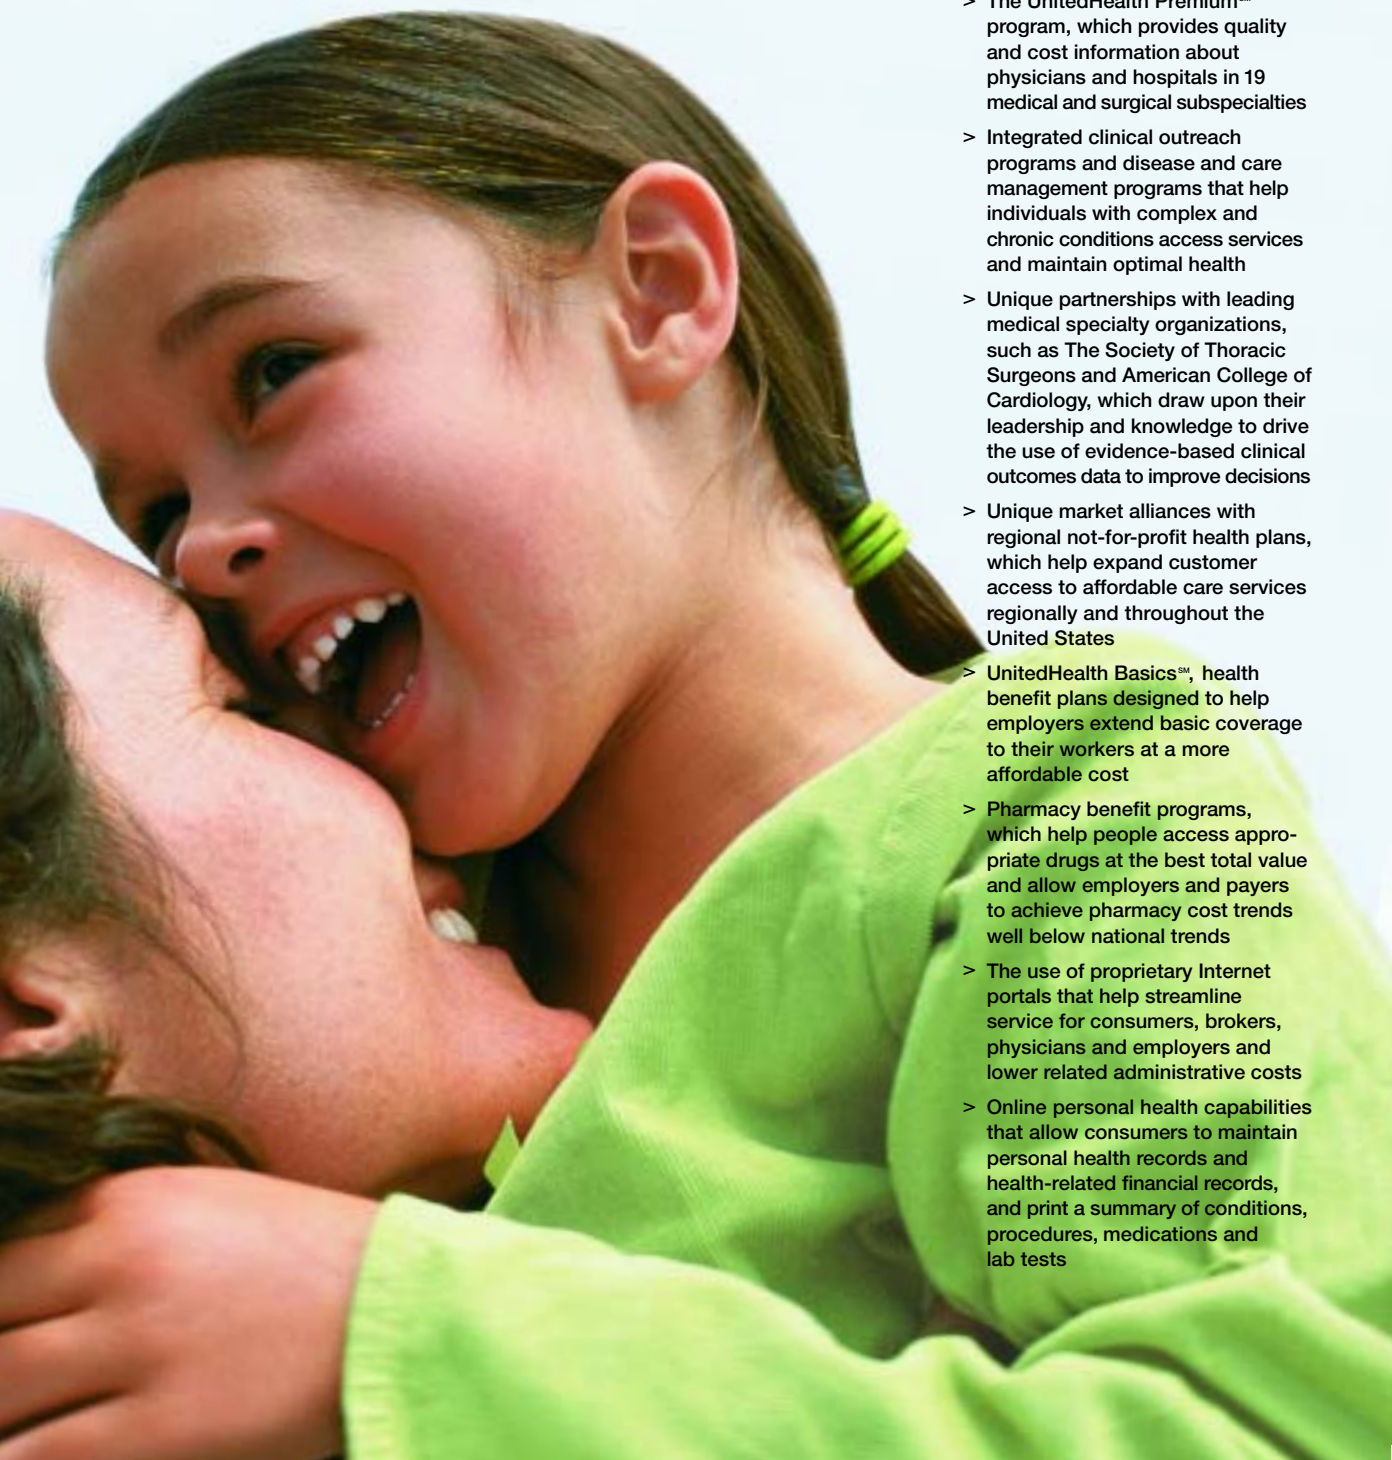 > The UnitedHealth Premium℠
program, which provides quality
and cost information about
physicians and hospitals in 19
medical and surgical subspecialties
> Integrated clinical outreach
programs and disease and care
management programs that help
individuals with complex and
chronic conditions access services
and maintain optimal health
> Unique partnerships with leading
medical specialty organizations,
such as The Society of Thoracic
Surgeons and American College of
Cardiology, which draw upon their
leadership and knowledge to drive
the use of evidence-based clinical
outcomes data to improve decisions
> Unique market alliances with
regional not-for-profit health plans,
which help expand customer
access to affordable care services
regionally and throughout the
United States
> UnitedHealth Basics℠, health
benefit plans designed to help
employers extend basic coverage
to their workers at a more
affordable cost
> Pharmacy benefit programs,
which help people access appro-
priate drugs at the best total value
and allow employers and payers
to achieve pharmacy cost trends
well below national trends
> The use of proprietary Internet
portals that help streamline
service for consumers, brokers,
physicians and employers and
lower related administrative costs
> Online personal health capabilities
that allow consumers to maintain
personal health records and
health-related financial records,
and print a summary of conditions,
procedures, medications and
lab tests